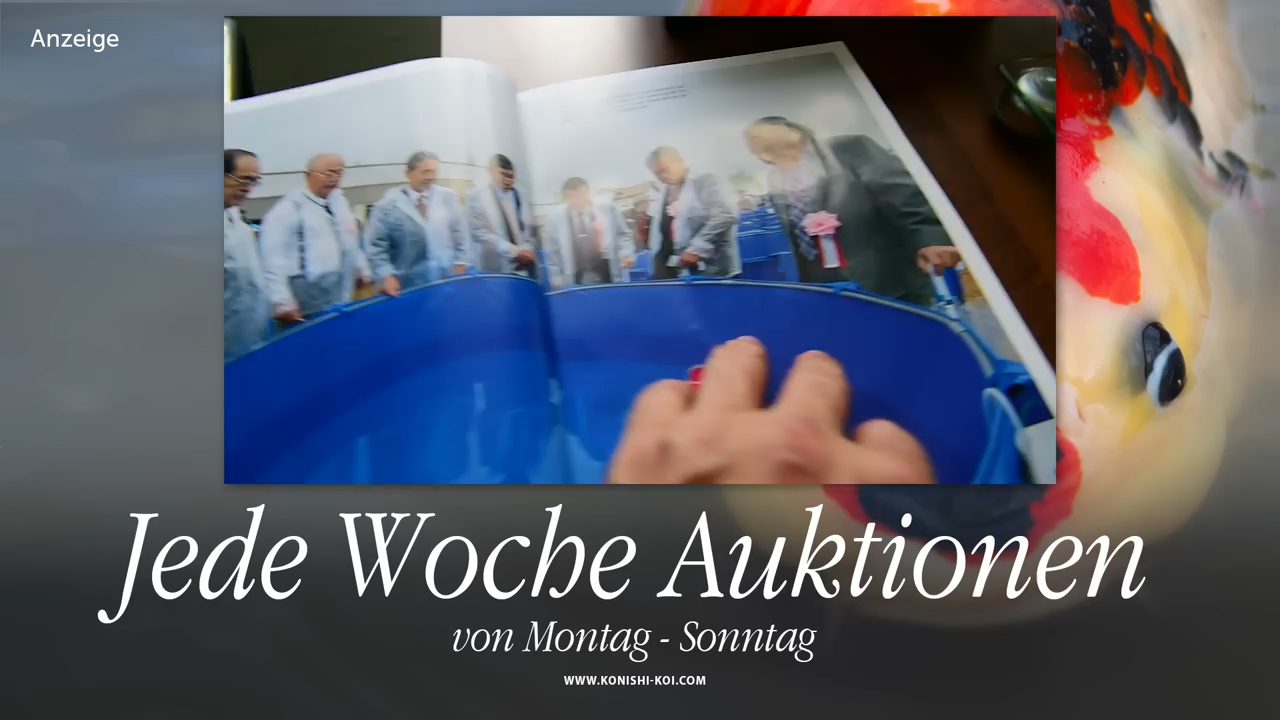 Anzeige
Jede Woche Auktionen
von Montag - Sonntag
WWW.KONISHI-KOI.COM